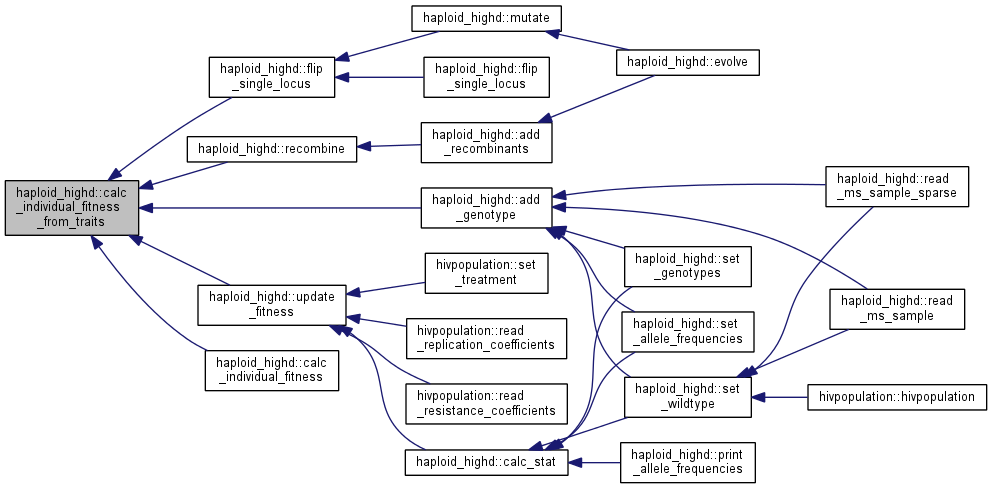 haploid_highd::mutate
haploid_highd::flip
_single_locus
haploid_highd::flip
_single_locus
haploid_highd::evolve
haploid_highd::recombine
haploid_highd::add
_recombinants
haploid_highd::calc
_individual_fitness
_from_traits
haploid_highd::add
_genotype
haploid_highd::read
_ms_sample_sparse
haploid_highd::set
_genotypes
hivpopulation::set
_treatment
haploid_highd::update
_fitness
haploid_highd::read
_ms_sample
hivpopulation::read
_replication_coefficients
haploid_highd::set
_allele_frequencies
haploid_highd::calc
_individual_fitness
hivpopulation::read
_resistance_coefficients
haploid_highd::set
_wildtype
hivpopulation::hivpopulation
haploid_highd::calc_stat
haploid_highd::print
_allele_frequencies